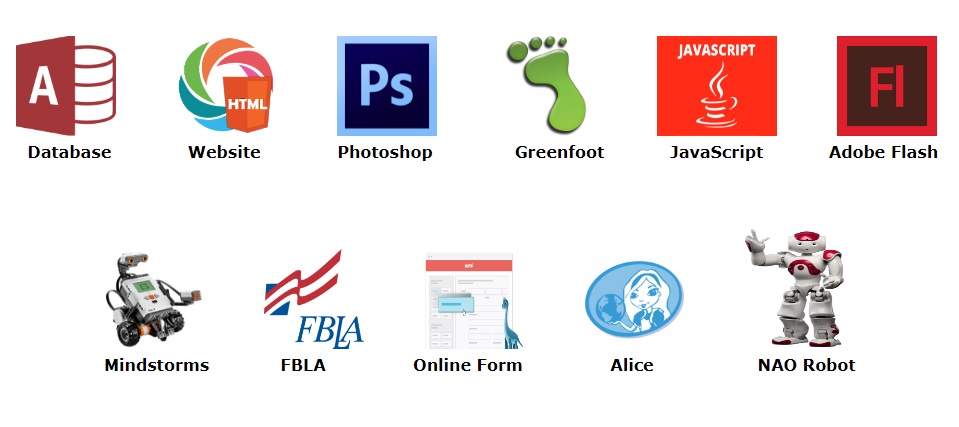 A
HTML
Ps
JAVASCRIPT
Fl
Database
Website
Photoshop
Greenfoot
JavaScript
Adobe Flash
FBLA
Mindstorms
FBLA
Online Form
Alice
NAO Robot